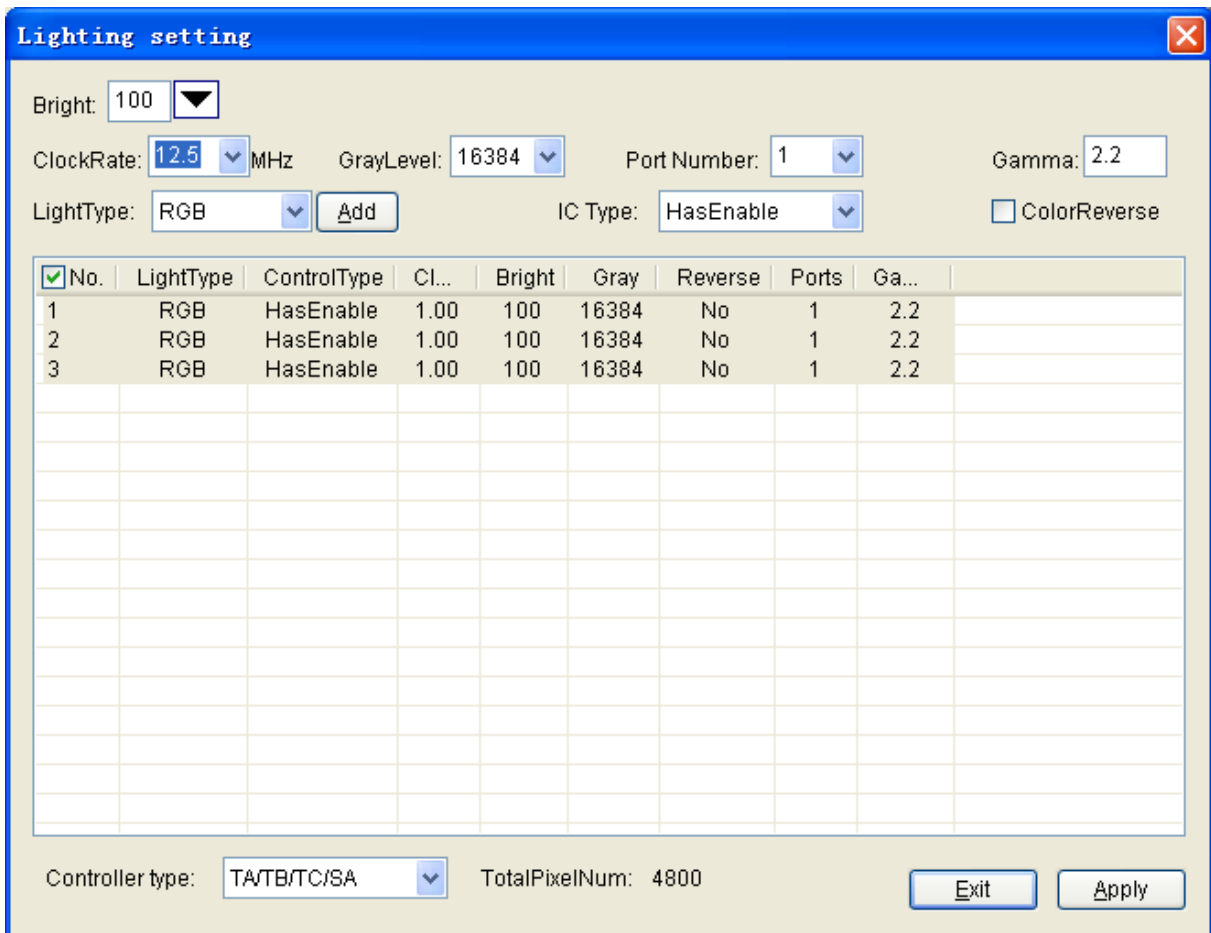 Lighting setting
Bright: 100
ClockRate: 12.5 MHz GrayLevel: 16384 Port Number: 1 Gamma: 2.2
LightType: RGB Add IC Type: HasEnable ColorReverse
No. LightType ControlType Cl... Bright Gray Reverse Ports Ga...
1 RGB HasEnable 1.00 100 16384 No 1 2.2
2 RGB HasEnable 1.00 100 16384 No 1 2.2
3 RGB HasEnable 1.00 100 16384 No 1 2.2
Controller type: TA/TB/TC/SA TotalPixelNum: 4800 Exit Apply